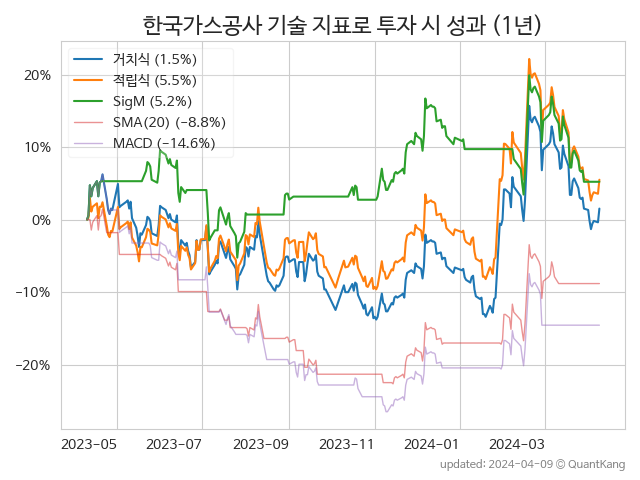 한국가스공사 기술 지표로 투자 시 성과 (1년)
거치식 (1.5%)
적립식 (5.5%)
SigM (5.2%)
SMA(20) (−8.8%)
MACD (−14.6%)
20%
10%
0%
−10%
−20%
2023-05 2023-07 2023-09 2023-11 2024-01 2024-03
updated: 2024-04-09 © QuantKang